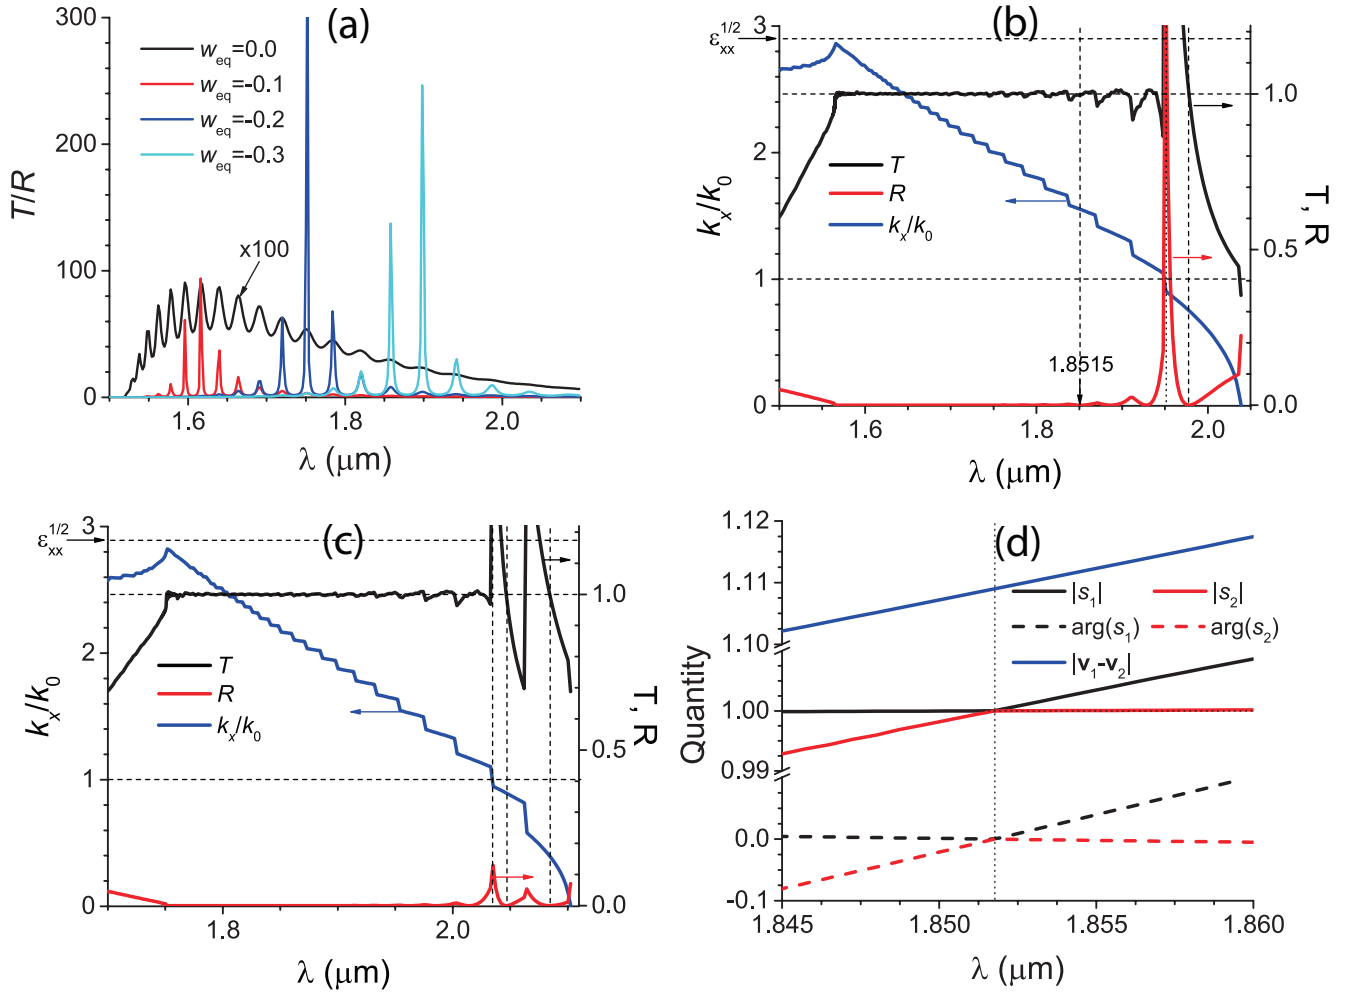 (a)
300
200
100
0
T/R
w_eq=0.0
w_eq=-0.1
w_eq=-0.2
w_eq=-0.3
x100
1.6
1.8
2.0
λ (μm)
(b)
ε_xx^1/2
3
2
1
0
k_x/k_0
T
R
k_x/k_0
1.8515
1.0
0.5
0.0
T, R
1.6
1.8
2.0
λ (μm)
(c)
ε_xx^1/2
3
2
1
0
k_x/k_0
T
R
k_x/k_0
1.0
0.5
0.0
T, R
1.8
2.0
λ (μm)
(d)
1.12
1.11
1.10
1.00
0.99
0.0
-0.1
Quantity
|s_1|
|s_2|
arg(s_1)
arg(s_2)
|v_1-v_2|
1.845
1.850
1.855
1.860
λ (μm)